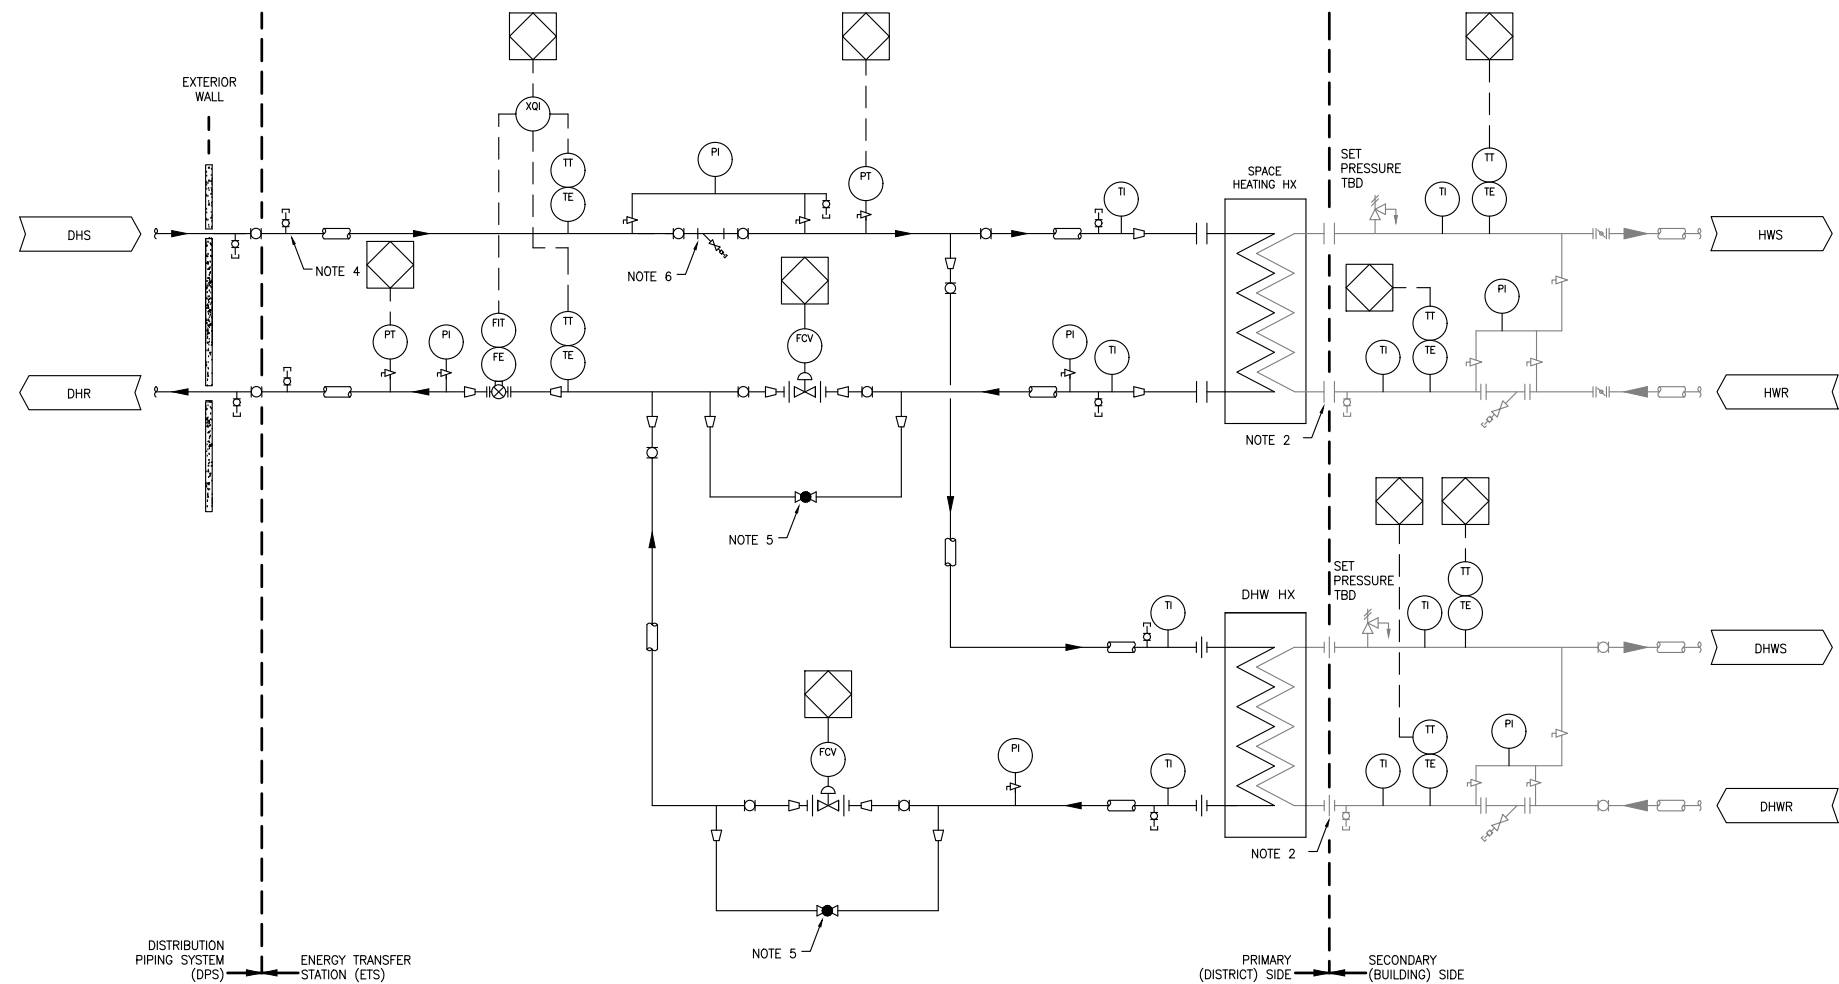 EXTERIOR
WALL
XQI
TT
TE
PI
PT
TI
SPACE
HEATING HX
SET
PRESSURE
TBD
TI
TT
TE
DHS
NOTE 4
NOTE 6
HWS
PT
PI
FIT
FE
TT
TE
FCV
PI
TI
TI
TT
TE
PI
DHR
HWR
NOTE 2
NOTE 5
SET
PRESSURE
TBD
DHW HX
TI
TI
TT
TE
DHWS
FCV
PI
TI
TI
TT
TE
PI
DHWR
NOTE 2
NOTE 5
DISTRIBUTION
PIPING SYSTEM
(DPS)
ENERGY TRANSFER
STATION (ETS)
PRIMARY
(DISTRICT) SIDE
SECONDARY
(BUILDING) SIDE